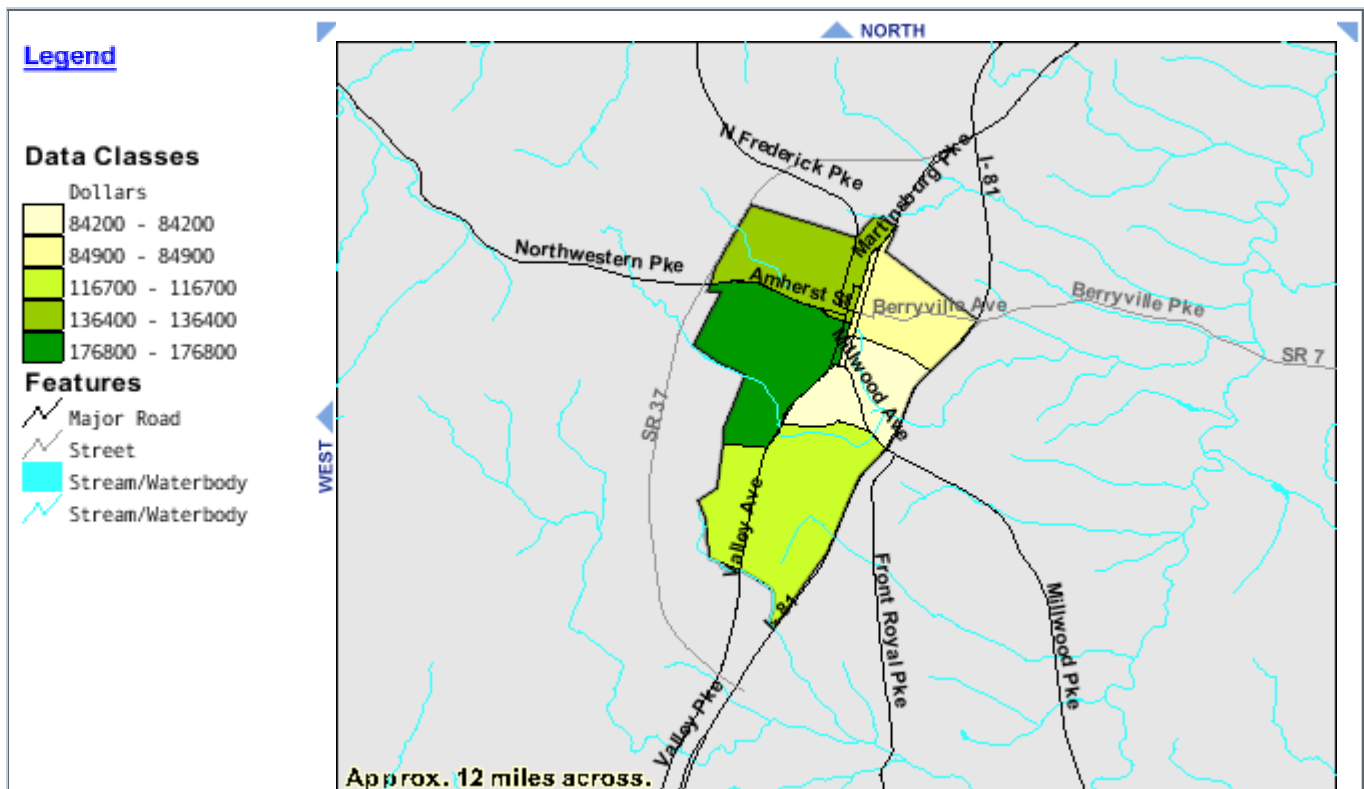 NORTH
Legend
Data Classes
Dollars
84200 - 84200
84900 - 84900
116700 - 116700
136400 - 136400
176800 - 176800
Features
Major Road
Street
Stream/Waterbody
Stream/Waterbody
WEST
N Frederick Pke
Martinsburg Pke
I- 81
Northwestern Pke
Amherst St
Berryville Ave
Berryville Pke
SR 7
Millwood Ave
SR 37
Valley Ave
I- 81
Front Royal Pke
Millwood Pke
Valley Pke
Approx. 12 miles across.